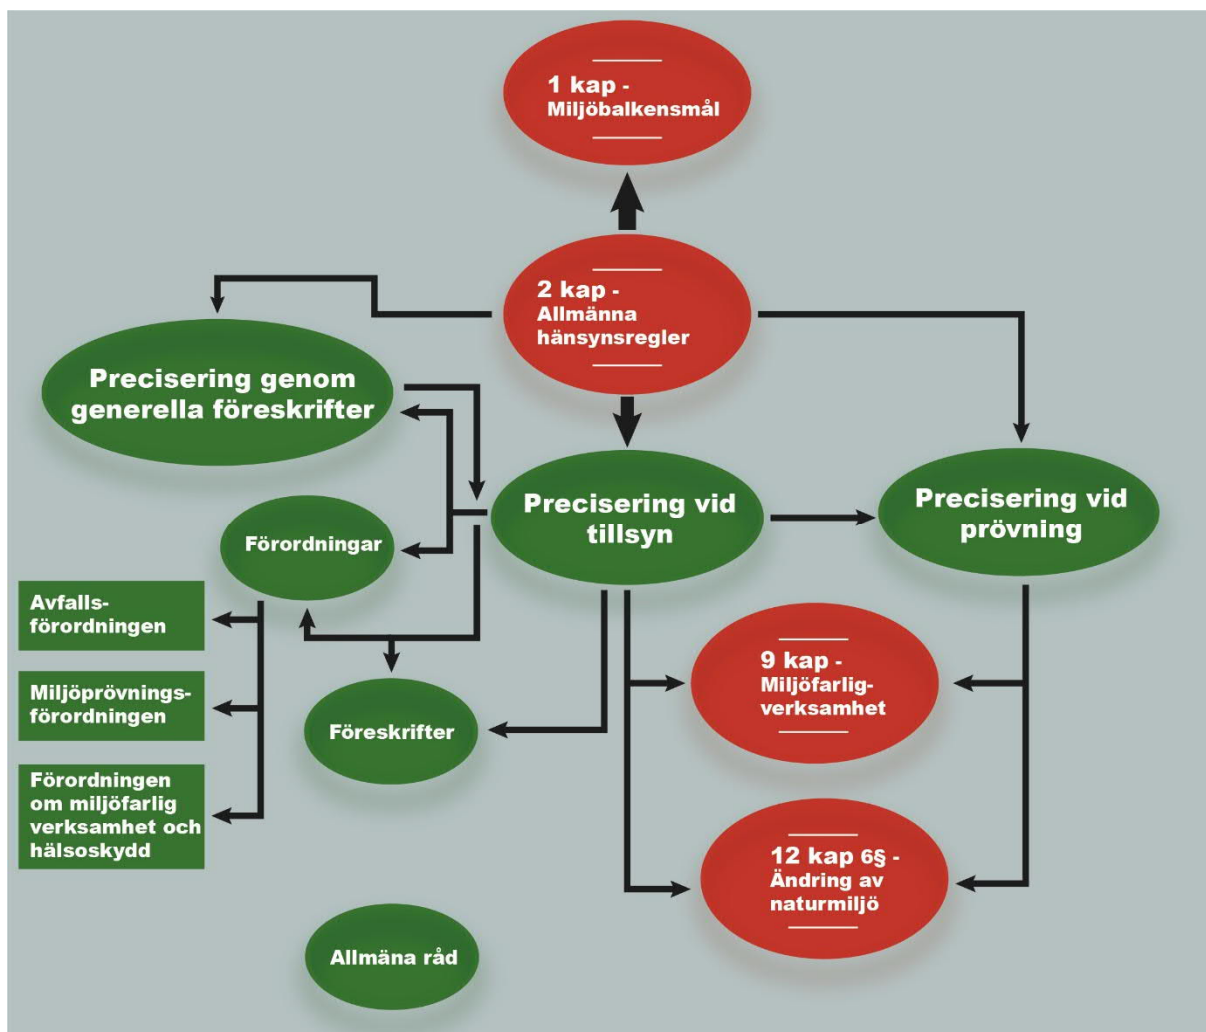 1 kap -
Miljöbalkensmål
2 kap -
Allmänna
hänsynsregler
Precisering genom
generella föreskrifter
Precisering vid
tillsyn
Precisering vid
prövning
Förordningar
Avfalls-
förordningen
Miljöprövnings-
förordningen
Förordningen
om miljöfarlig
verksamhet och
hälsoskydd
Föreskrifter
9 kap -
Miljöfarlig-
verksamhet
12 kap 6§ -
Ändring av
naturmiljö
Allmäna råd